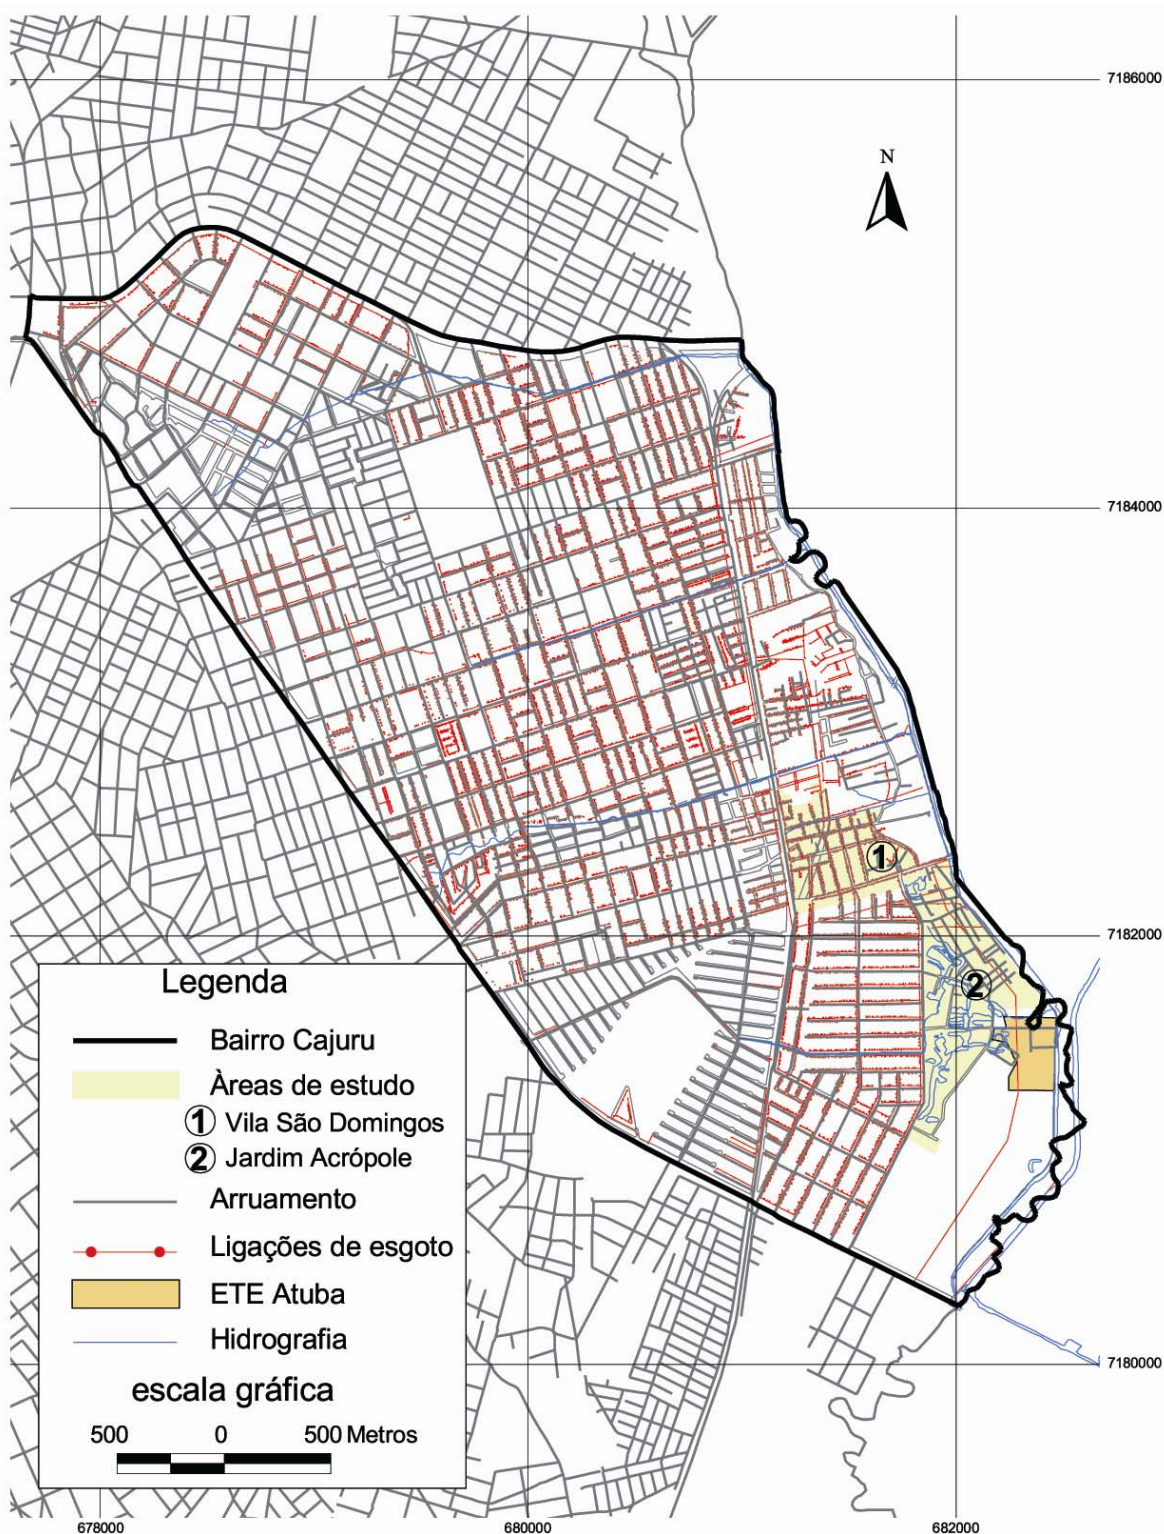 7186000
N
7184000
1
2
7182000
Legenda
Bairro Cajuru
Àreas de estudo
1 Vila São Domingos
2 Jardim Acrópole
Arruamento
Ligações de esgoto
ETE Atuba
Hidrografia
7180000
escala gráfica
500 0 500 Metros
678000 680000 682000